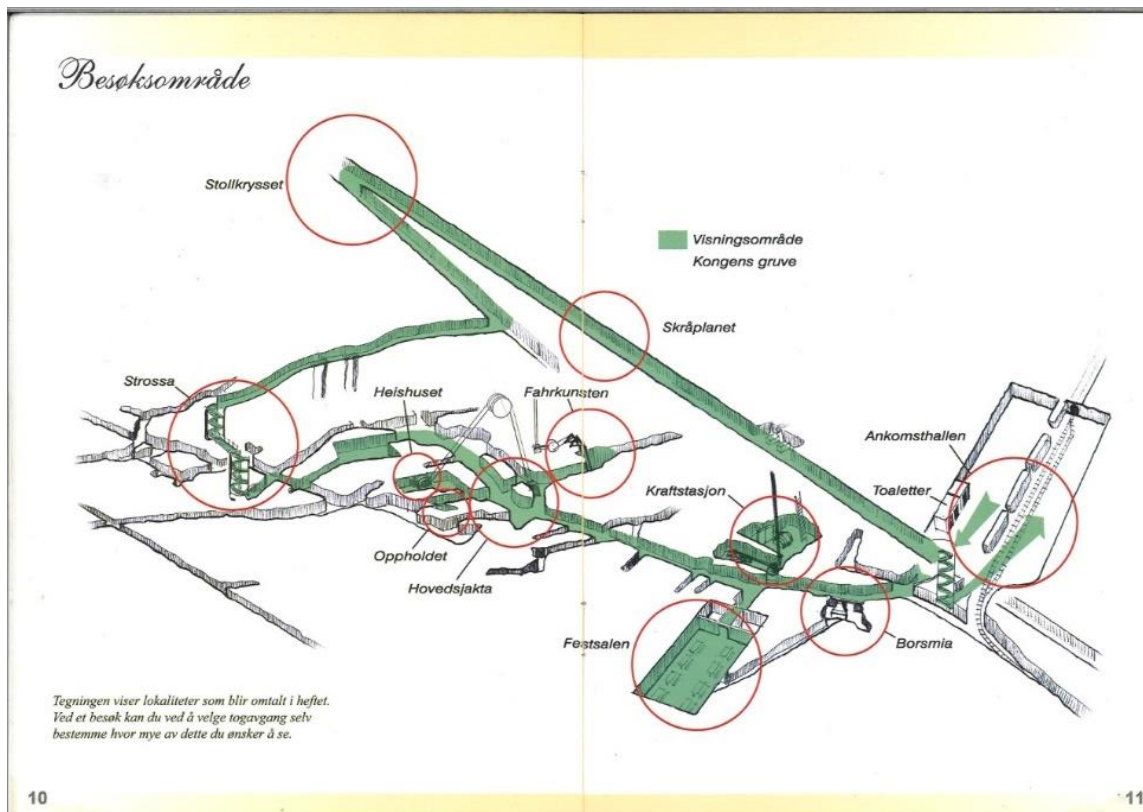 Besøksområde
Stollkrysset
Visningsområde
Kongens gruve
Skråplanet
Strossa
Heishuset
Fahrkunsten
Ankomsthallen
Toaletter
Kraftstasjon
Oppholdet
Hovedsjakta
Festsalen
Borsmia
Tegningen viser lokaliteter som blir omtalt i heftet.
Ved et besøk kan du ved å velge togavgang selv
bestemme hvor mye av dette du ønsker å se.
10
11